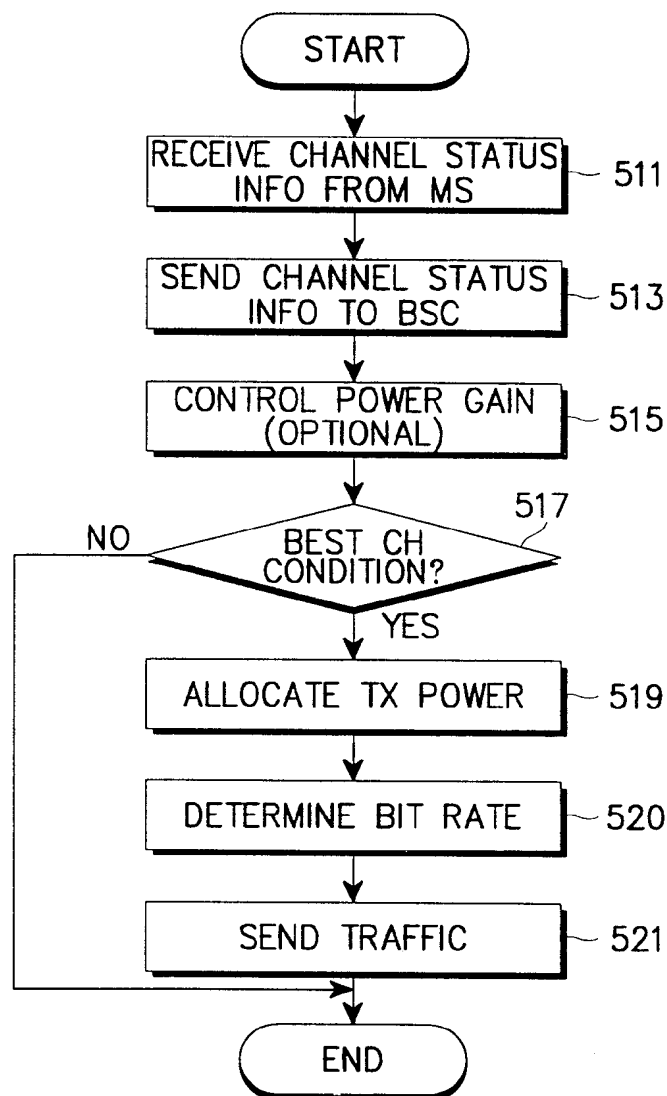 START
RECEIVE CHANNEL STATUS
INFO FROM MS
511
SEND CHANNEL STATUS
INFO TO BSC
513
CONTROL POWER GAIN
(OPTIONAL)
515
517
NO
BEST CH
CONDITION?
YES
ALLOCATE TX POWER
519
DETERMINE BIT RATE
520
SEND TRAFFIC
521
END